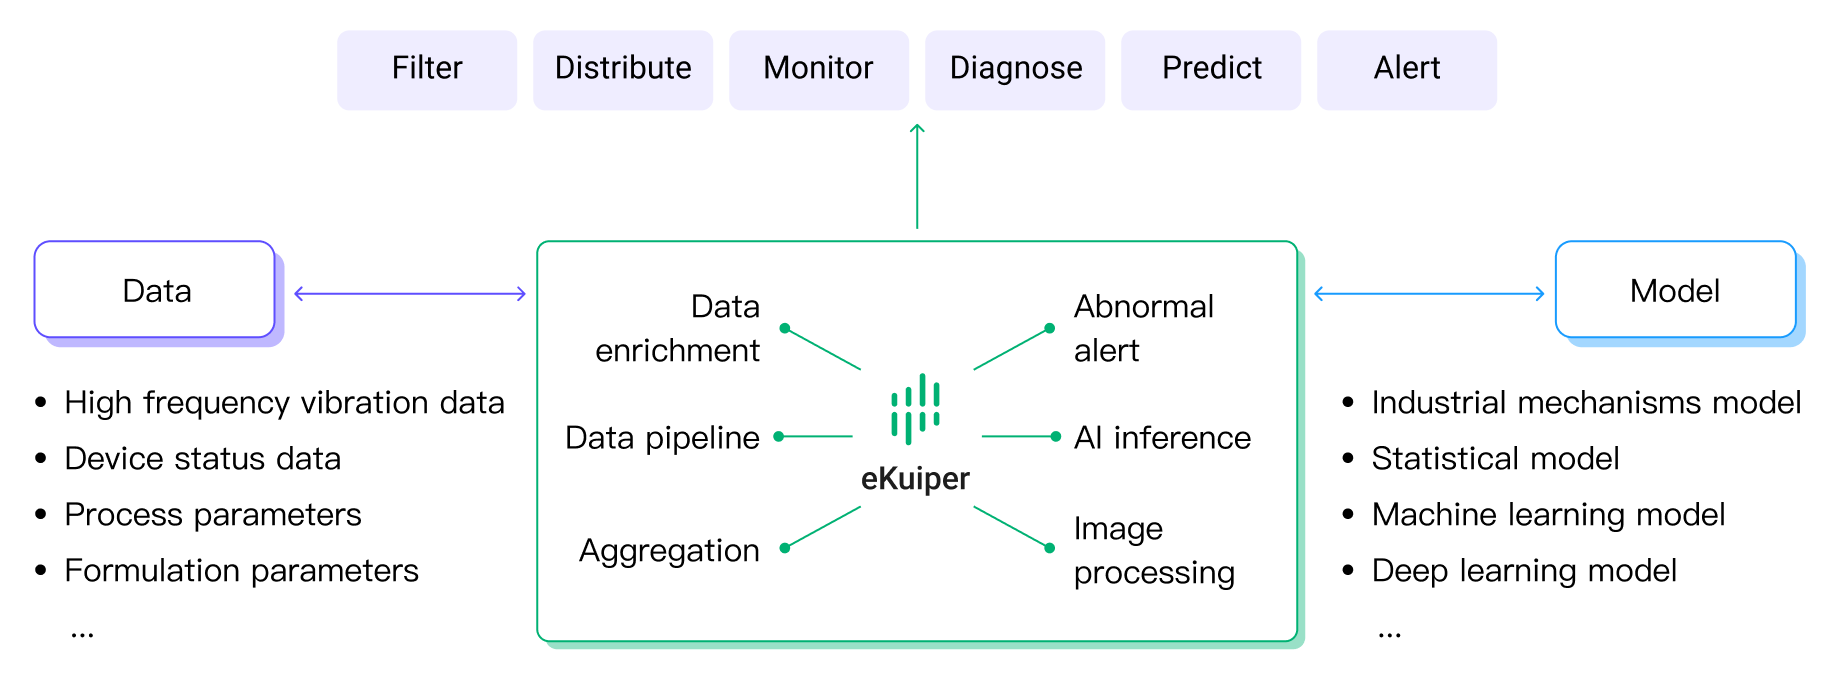 Filter
Distribute
Monitor
Diagnose
Predict
Alert
Data
• High frequency vibration data
• Device status data
• Process parameters
• Formulation parameters
...
Data
enrichment
Data pipeline
Aggregation
eKuiper
Abnormal
alert
AI inference
Image
processing
Model
• Industrial mechanisms model
• Statistical model
• Machine learning model
• Deep learning model
...